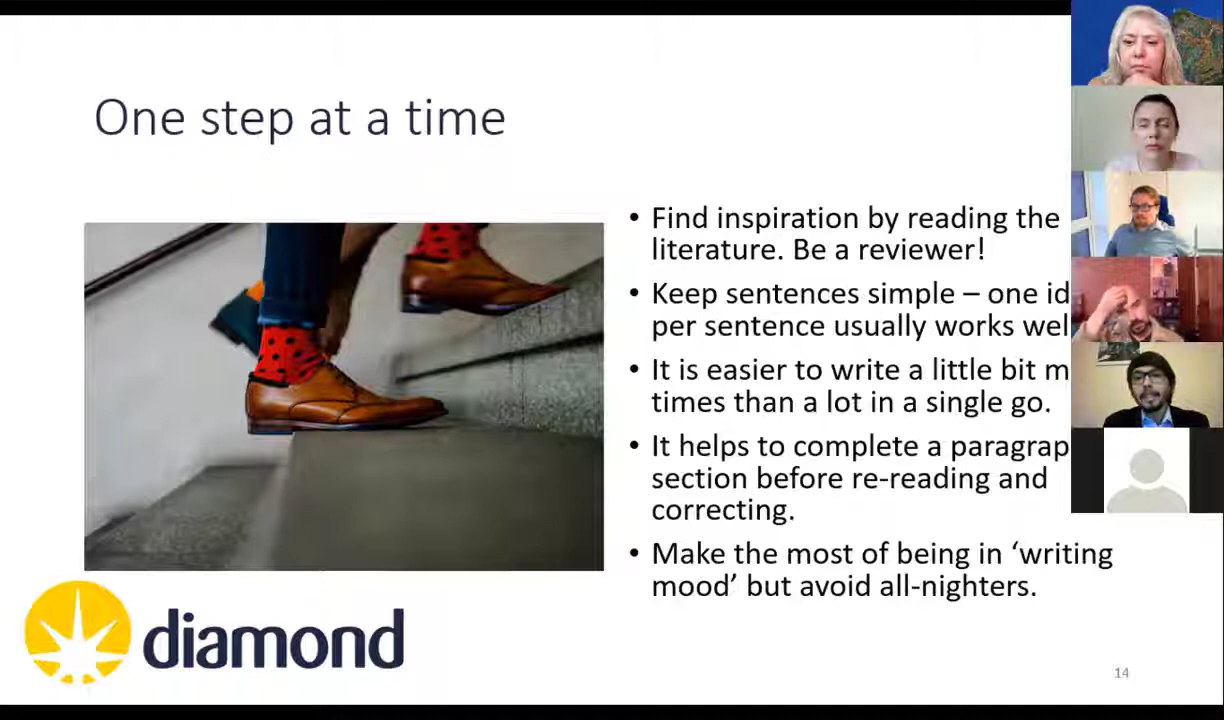 One step at a time
• Find inspiration by reading the
literature. Be a reviewer!
• Keep sentences simple – one
per sentence usually works
• It is easier to write a little bit
times than a lot in a single go.
• It helps to complete a
section before re-reading and
correcting.
• Make the most of being in ‘writing
mood’ but avoid all-nighters.
diamond
14